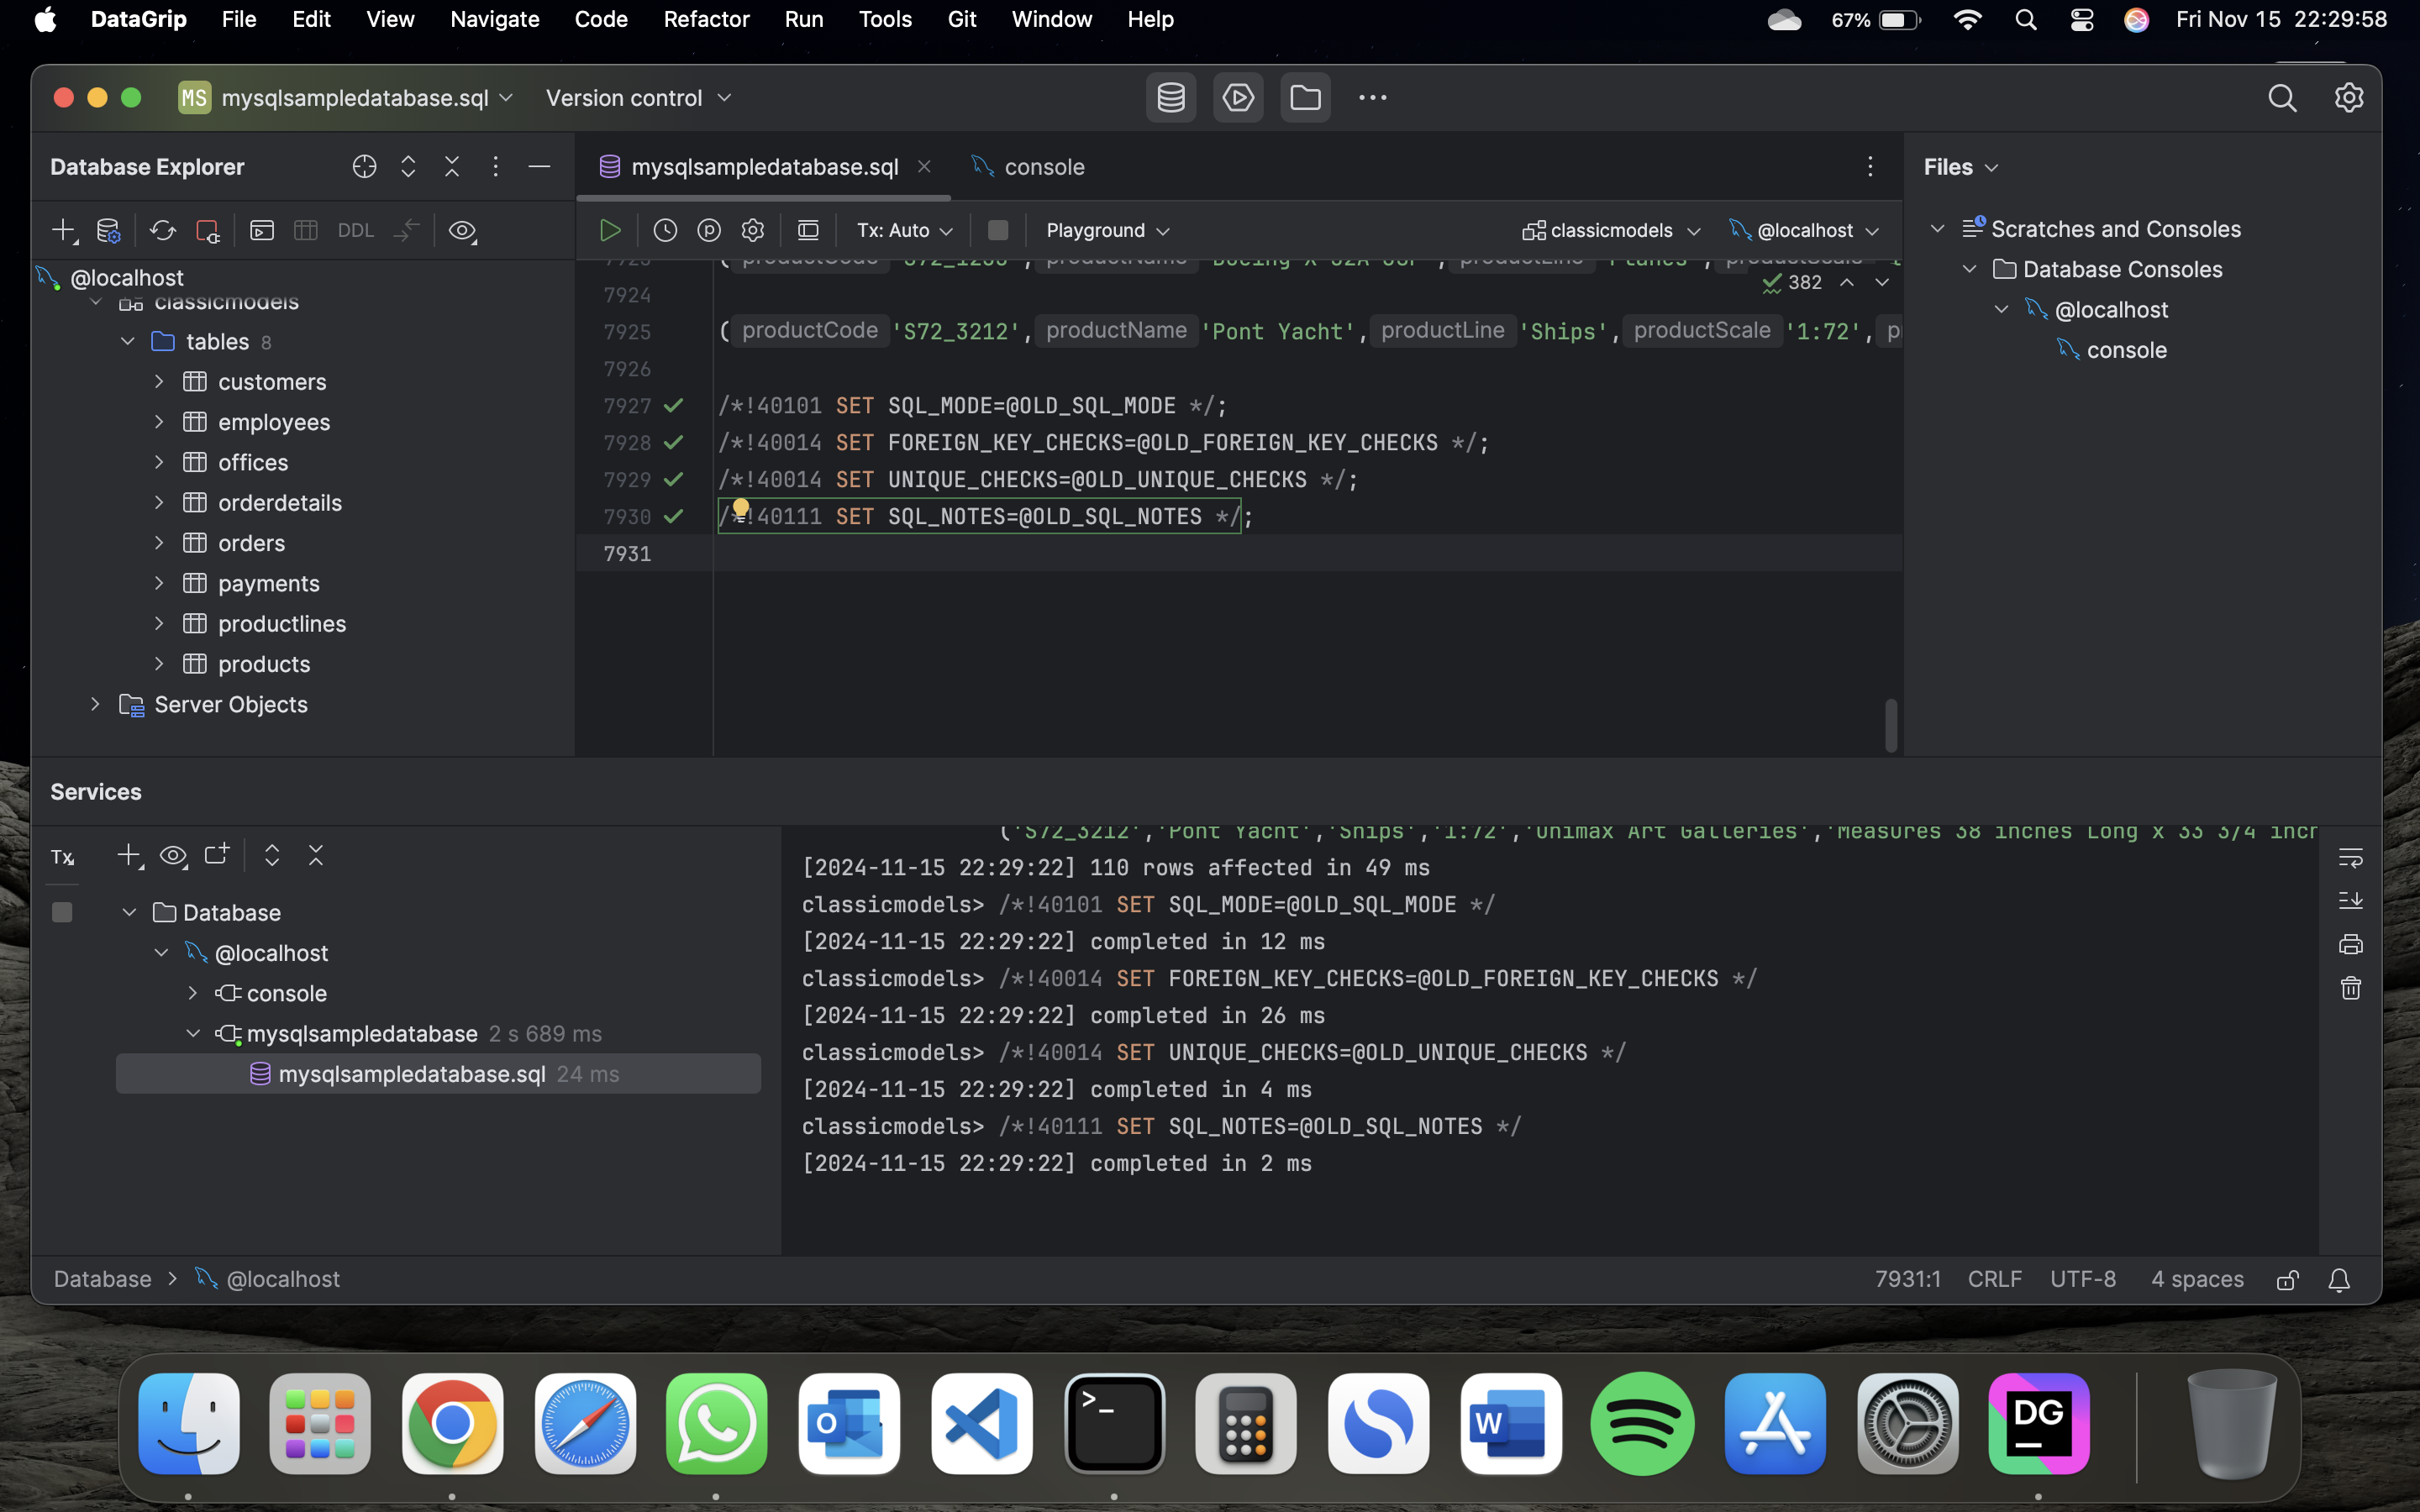 DataGrip File Edit View Navigate Code Refactor Run Tools Git Window Help 67% Fri Nov 15 22:29:58
MS mysqlsampledatabase.sql Version control
Database Explorer
mysqlsampledatabase.sql console
Files
DDL
Tx: Auto Playground classicmodels @localhost
@localhost
classicmodels
tables 8
customers
employees
offices
orderdetails
orders
payments
productlines
products
Server Objects
382
7924
7925 ( productCode 'S72_3212', productName 'Pont Yacht', productLine 'Ships', productScale '1:72',
7926
7927 /*!40101 SET SQL_MODE=@OLD_SQL_MODE */;
7928 /*!40014 SET FOREIGN_KEY_CHECKS=@OLD_FOREIGN_KEY_CHECKS */;
7929 /*!40014 SET UNIQUE_CHECKS=@OLD_UNIQUE_CHECKS */;
7930 /*!40111 SET SQL_NOTES=@OLD_SQL_NOTES */;
7931
Scratches and Consoles
Database Consoles
@localhost
console
Services
Tx
Database
@localhost
console
mysqlsampledatabase 2 s 689 ms
mysqlsampledatabase.sql 24 ms
('S72_3212','Pont Yacht','Ships','1:72','Unimax Art Galleries','Measures 38 inches Long x 33 3/4 incr
[2024-11-15 22:29:22] 110 rows affected in 49 ms
classicmodels> /*!40101 SET SQL_MODE=@OLD_SQL_MODE */
[2024-11-15 22:29:22] completed in 12 ms
classicmodels> /*!40014 SET FOREIGN_KEY_CHECKS=@OLD_FOREIGN_KEY_CHECKS */
[2024-11-15 22:29:22] completed in 26 ms
classicmodels> /*!40014 SET UNIQUE_CHECKS=@OLD_UNIQUE_CHECKS */
[2024-11-15 22:29:22] completed in 4 ms
classicmodels> /*!40111 SET SQL_NOTES=@OLD_SQL_NOTES */
[2024-11-15 22:29:22] completed in 2 ms
Database > @localhost
7931:1 CRLF UTF-8 4 spaces
O >_ W DG